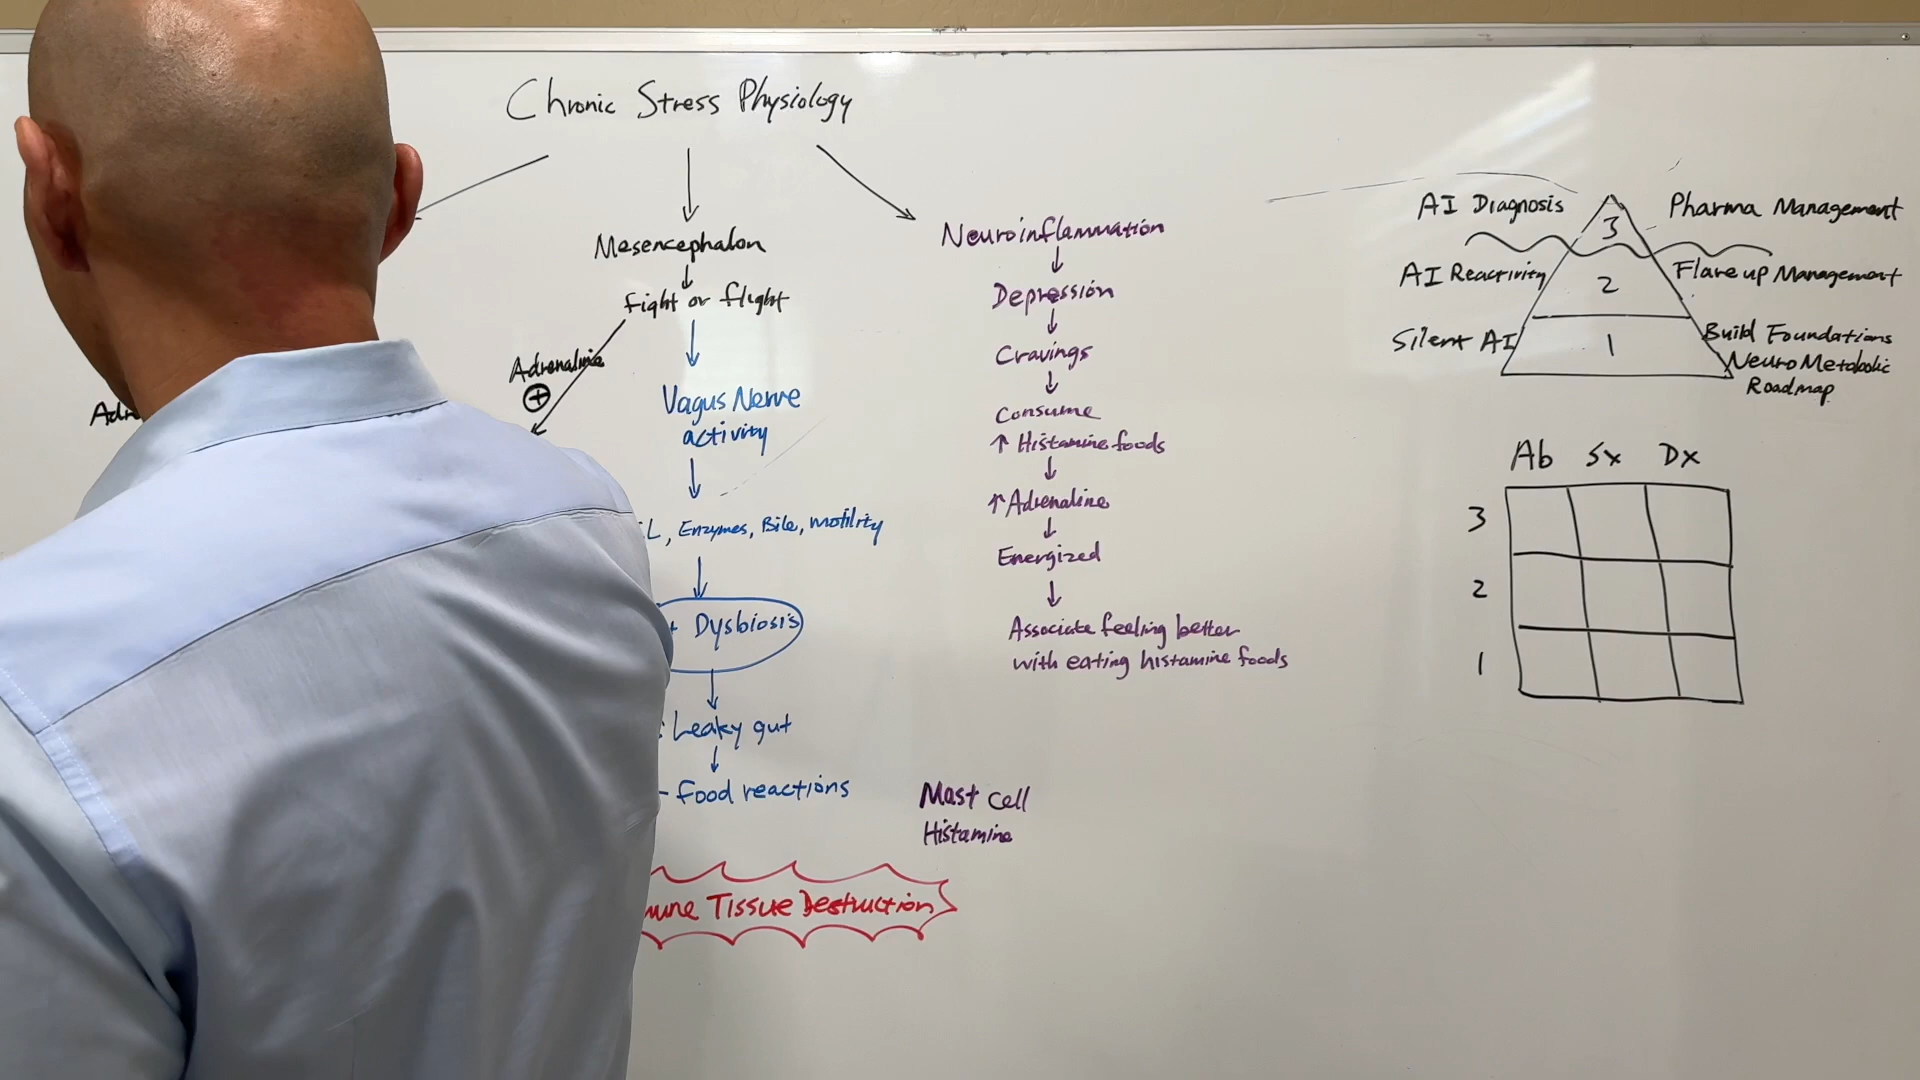 Chronic Stress Physiology
Mesencephalon
Fight or flight
Adrenaline
+
Vagus Nerve
activity
L, Enzymes, Bile, motility
+ Dysbiosis
Leaky gut
Food reactions
Tissue Destruction
Neuroinflammation
Depression
Cravings
Consume
↑ Histamine foods
↑ Adrenaline
Energized
Associate feeling better
with eating histamine foods
Mast cell
Histamine
AI Diagnosis 3 Pharma Management
AI Reactivity 2 Flare up Management
Silent AI 1 Build Foundations
Neuro Metabolic
Roadmap
Ab Sx Dx
3
2
1